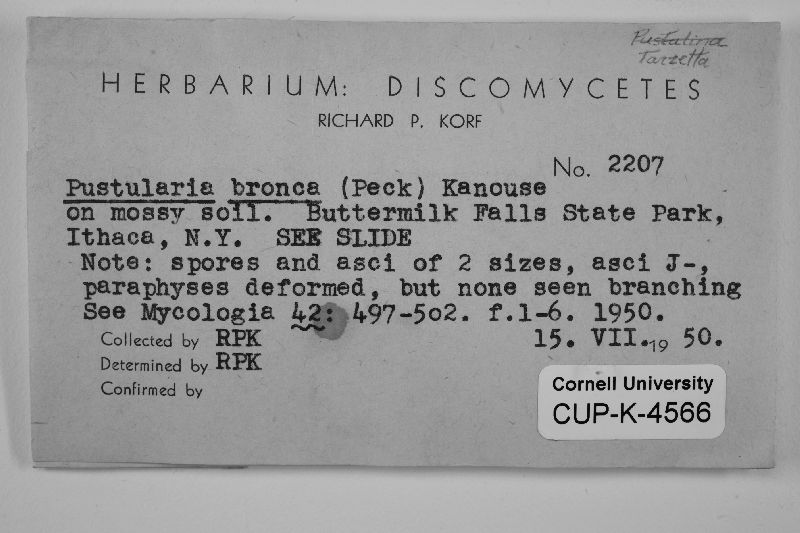 Pustulina
Tarzetta
HERBARIUM: DISCOMYCETES
RICHARD P. KORF
No. 2207
Pustularia bronca (Peck) Kanouse
on mossy soil. Buttermilk Falls State Park,
Ithaca, N.Y. SEE SLIDE
Note: spores and asci of 2 sizes, asci J-,
paraphyses deformed, but none seen branching
See Mycologia 42: 497-502. f.1-6. 1950.
Collected by RPK 15. VII. 19 50.
Determined by RPK
Confirmed by
Cornell University
CUP-K-4566